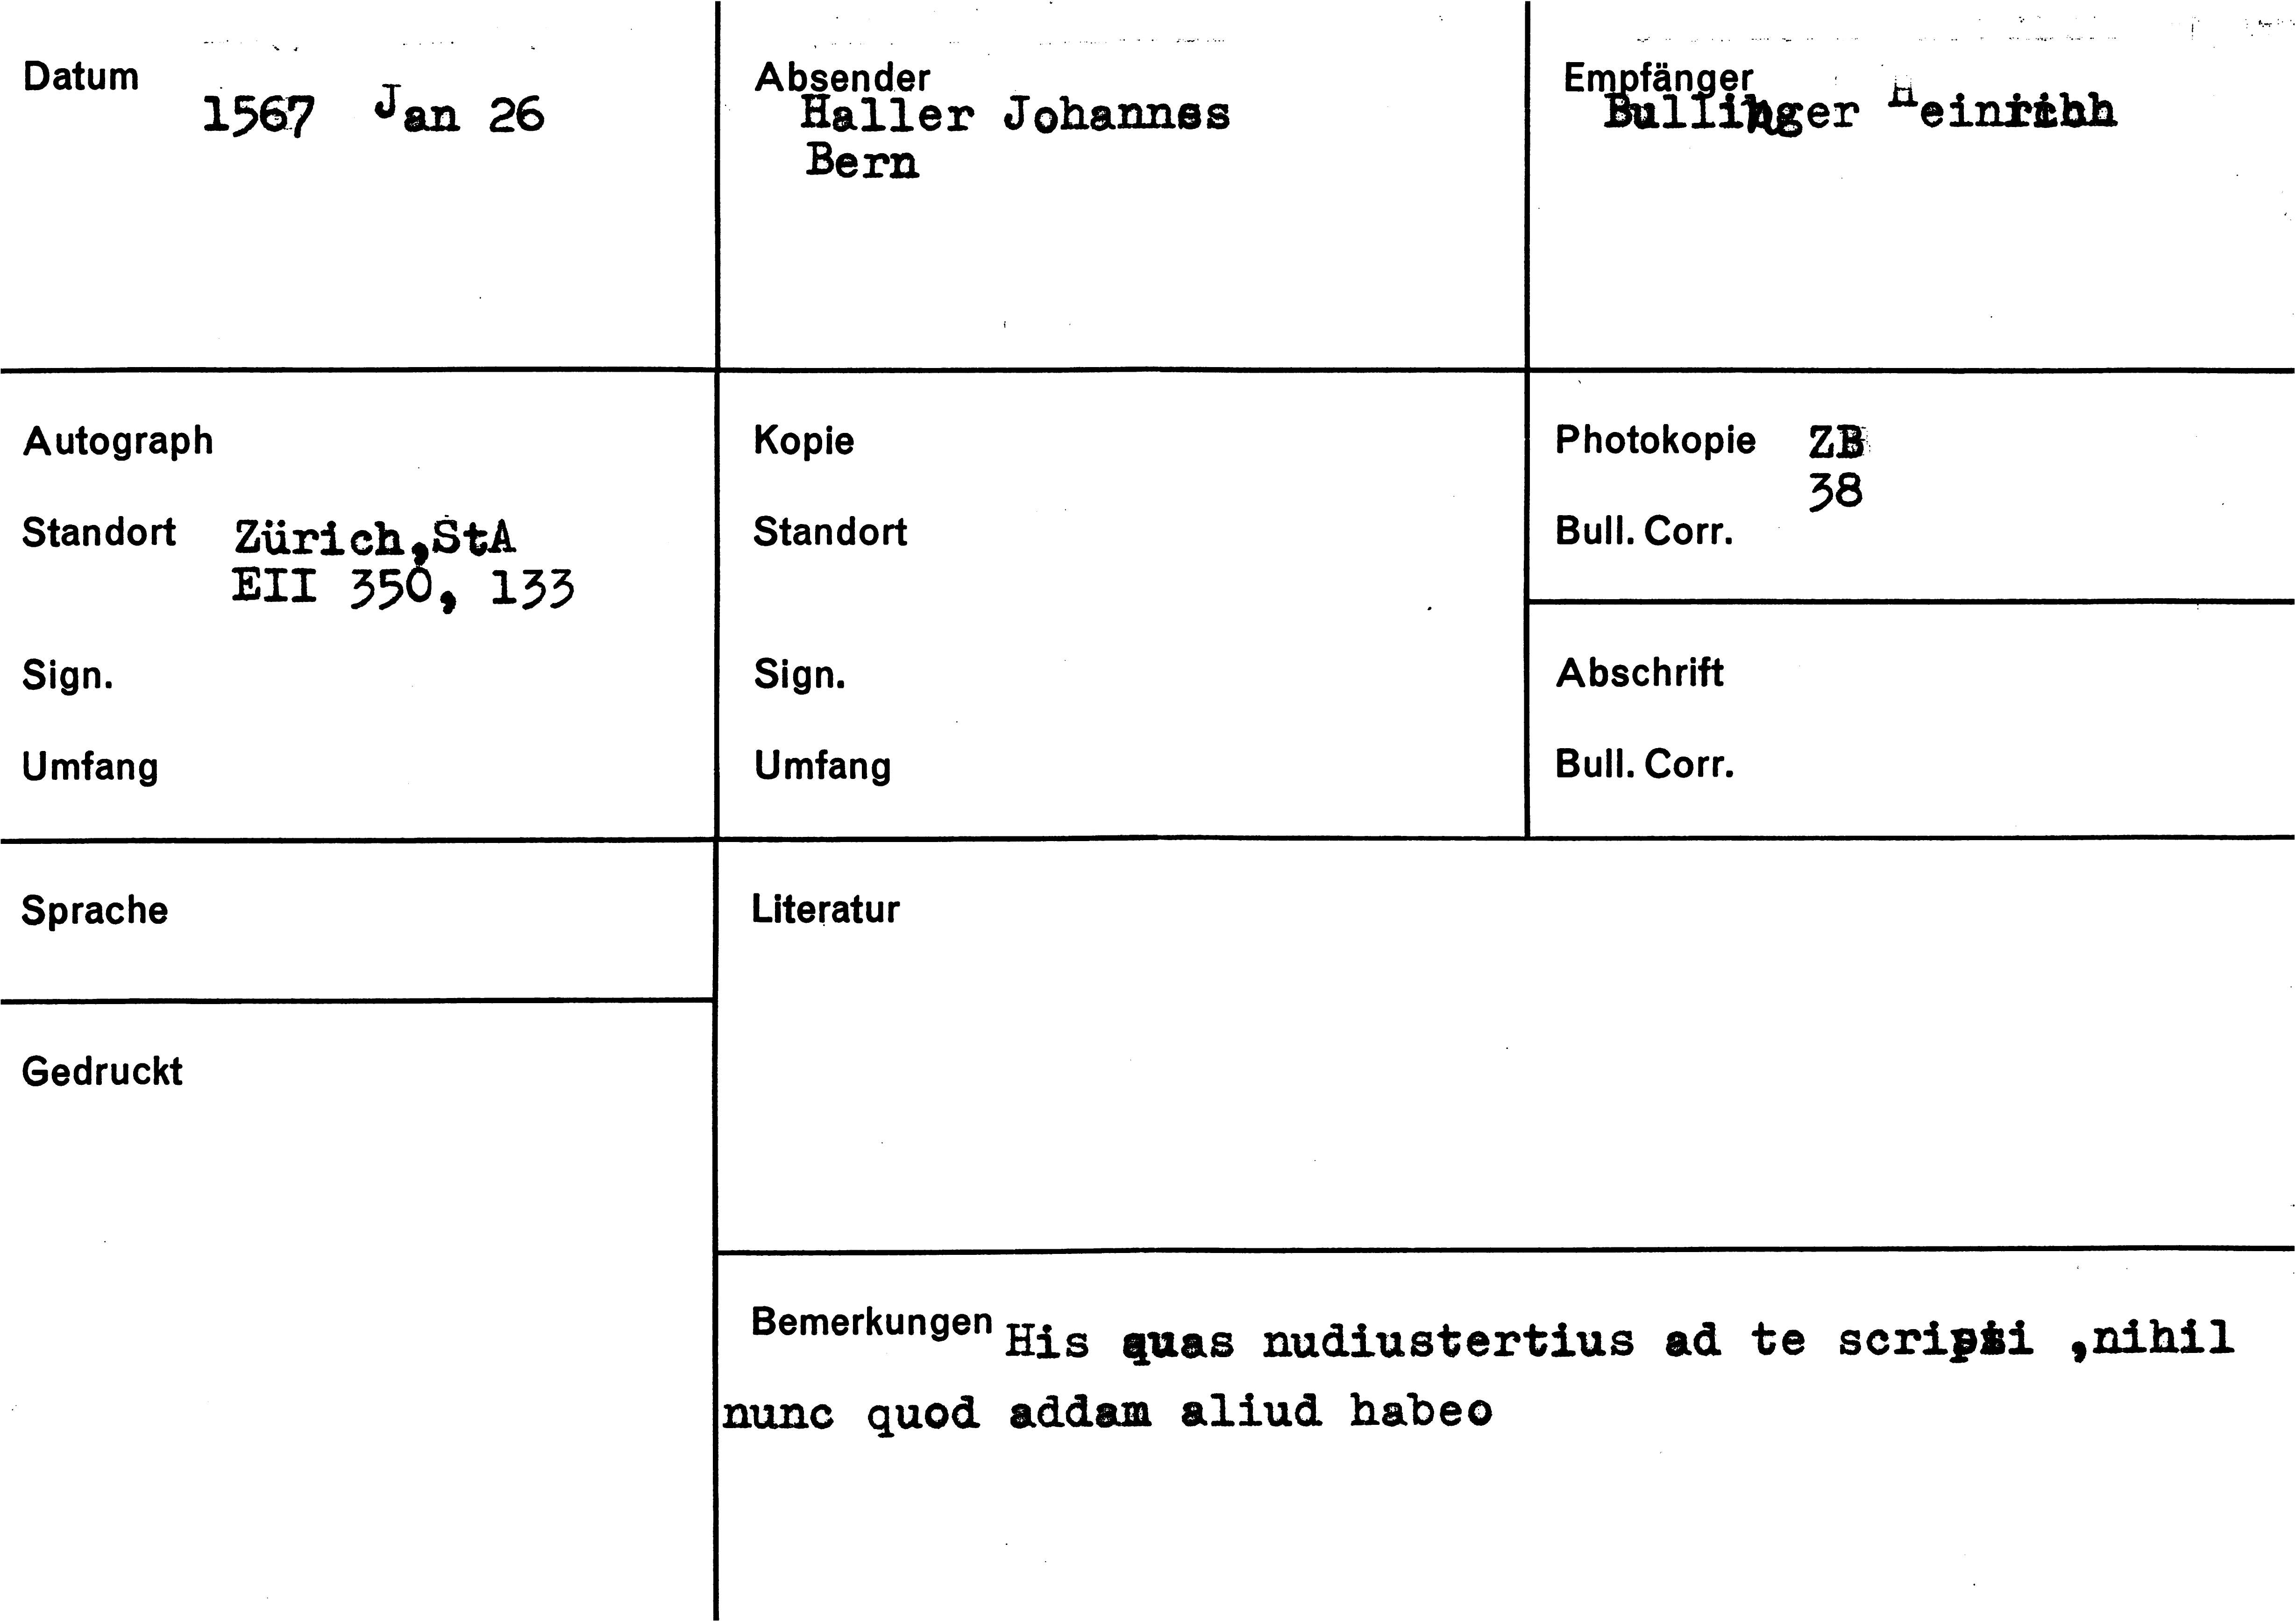 Datum
1567 Jan 26
Absender
Haller Johannes
Bern
Empfänger
Bullinger Heinrich
Autograph
Standort Zürich,StA
EII 350, 133
Sign.
Umfang
Kopie
Standort
Sign.
Umfang
Photokopie ZB
38
Bull. Corr.
Abschrift
Bull. Corr.
Sprache
Gedruckt
Literatur
Bemerkungen His quas nudiustertius ad te scripsi ,nihil
nunc quod addam aliud habeo